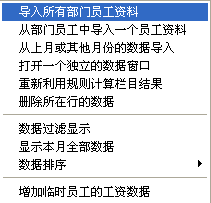 导入所有部门员工资料
从部门员工中导入一个员工资料
从上月或其他月份的数据导入
打开一个独立的数据窗口
重新利用规则计算栏目结果
删除所在行的数据
数据过滤显示
显示本月全部数据
数据排序
增加临时员工的工资数据